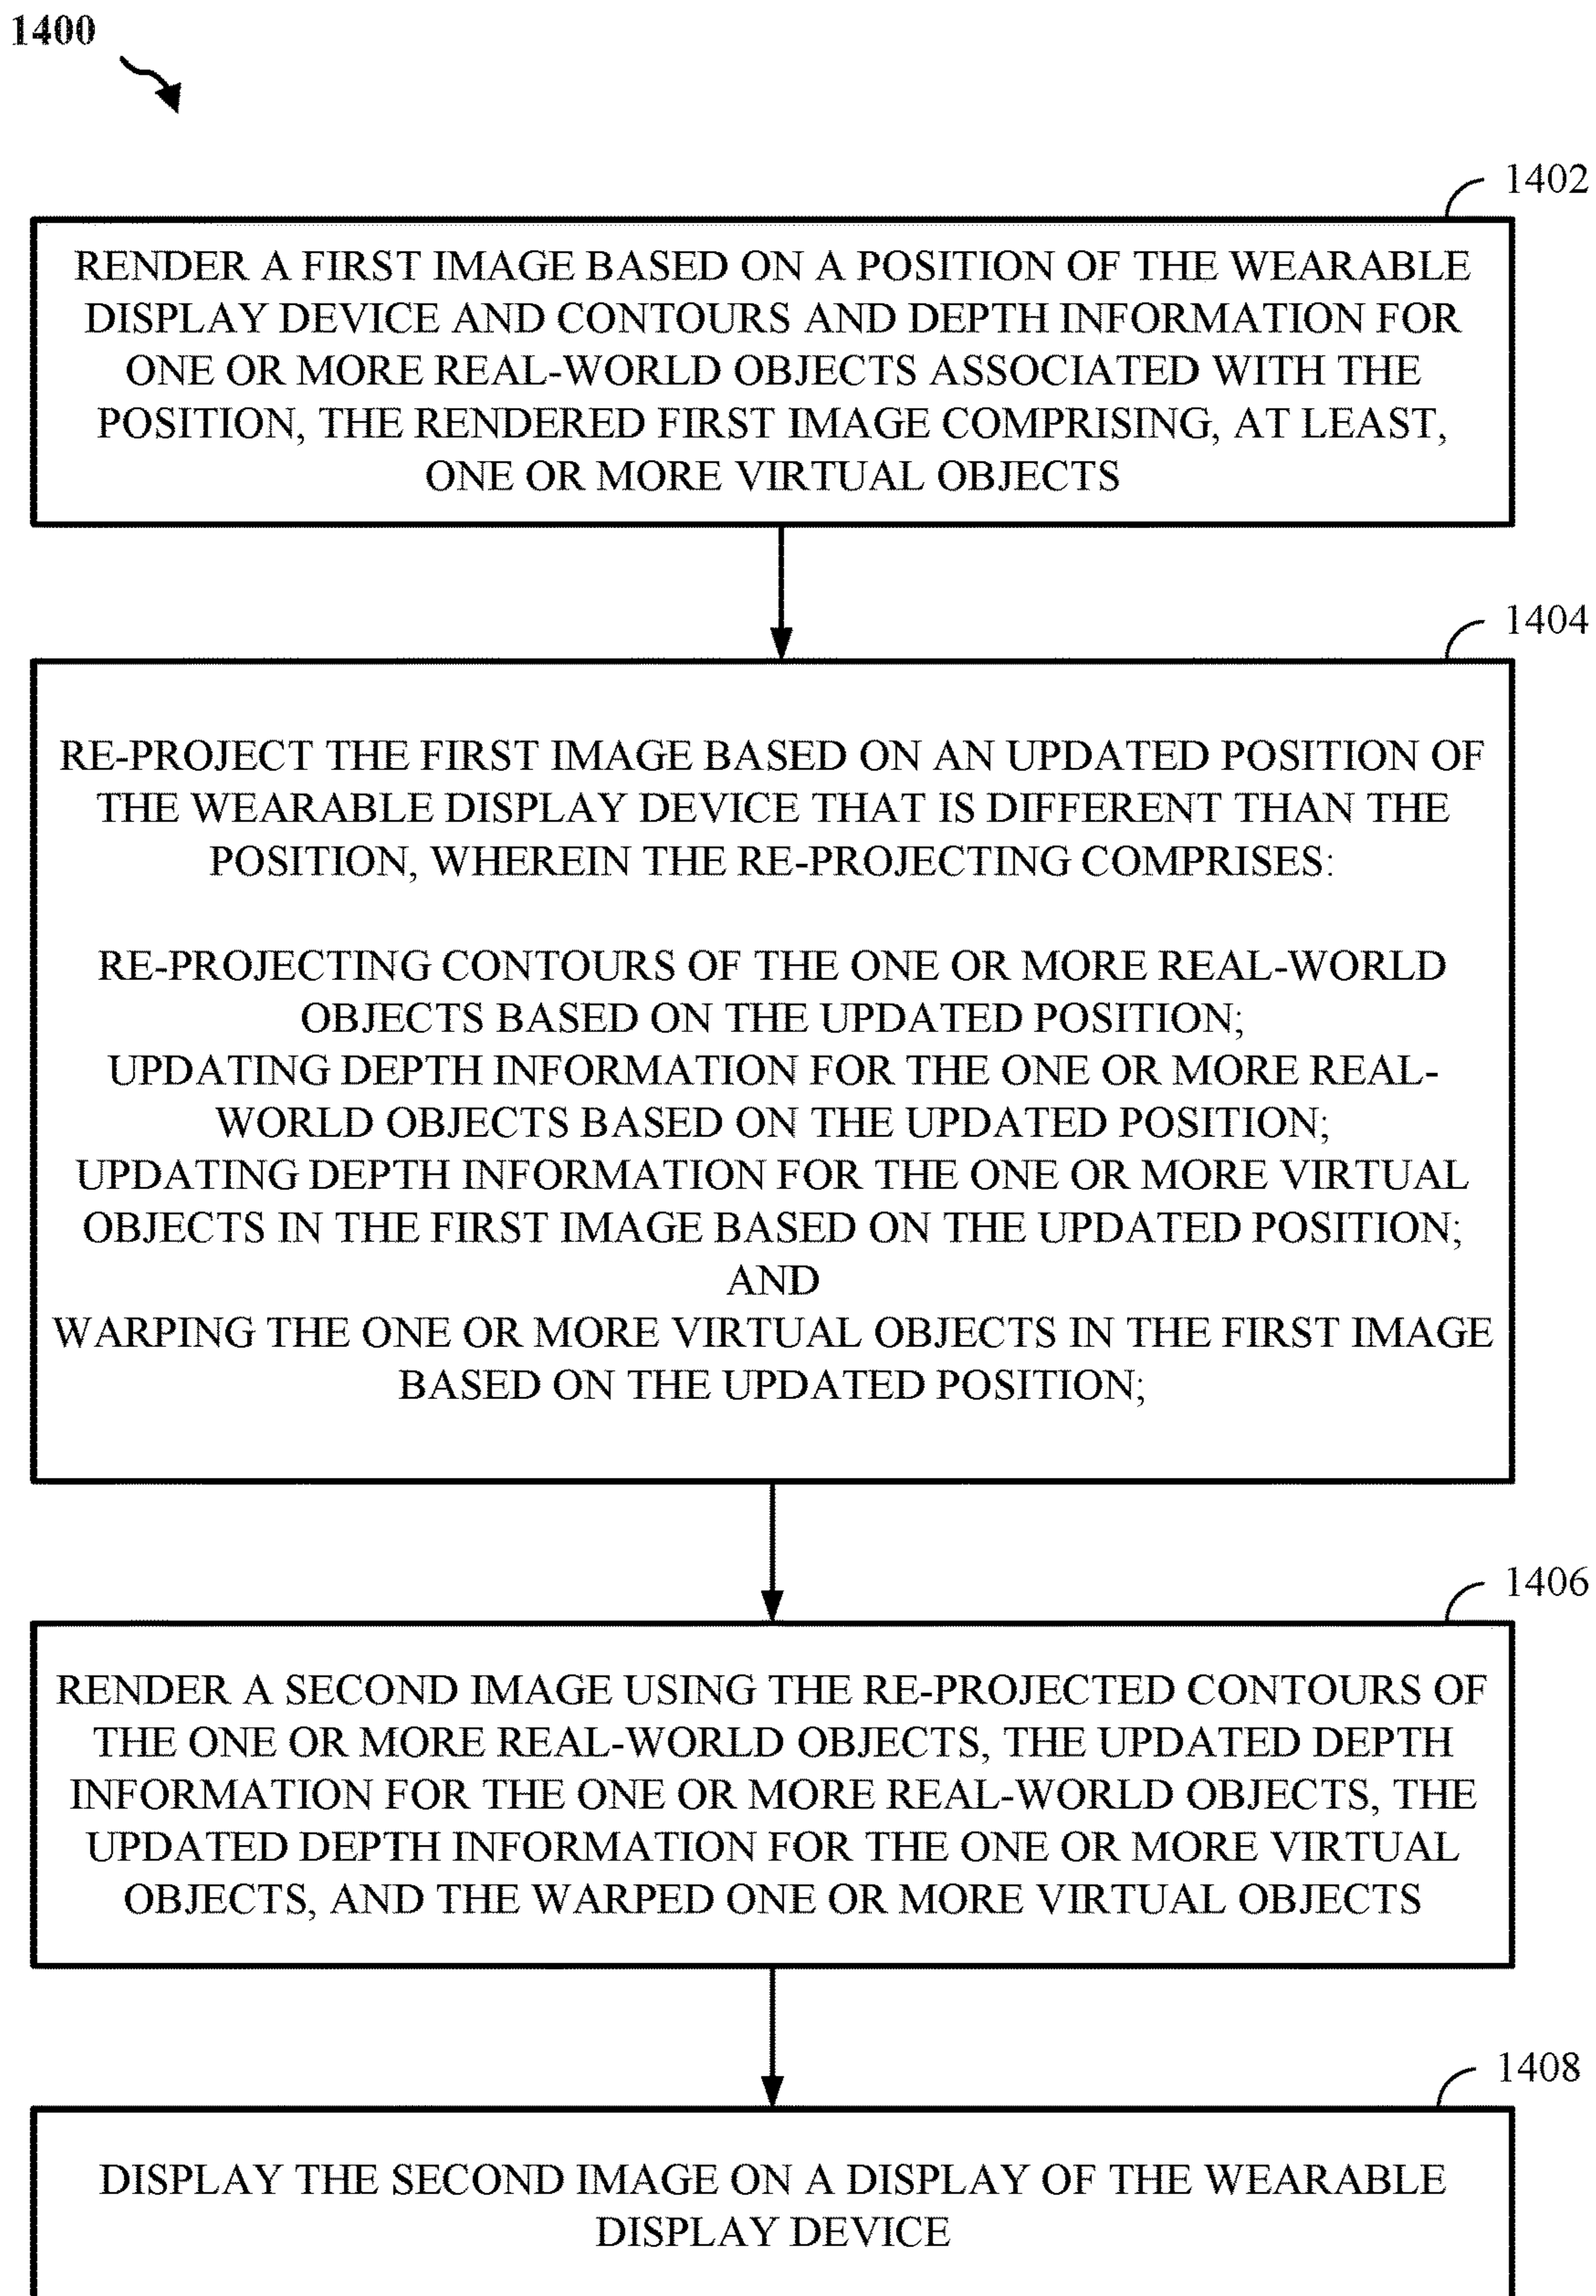 1400
1402
RENDER A FIRST IMAGE BASED ON A POSITION OF THE WEARABLE
DISPLAY DEVICE AND CONTOURS AND DEPTH INFORMATION FOR
ONE OR MORE REAL-WORLD OBJECTS ASSOCIATED WITH THE
POSITION, THE RENDERED FIRST IMAGE COMPRISING, AT LEAST,
ONE OR MORE VIRTUAL OBJECTS
1404
RE-PROJECT THE FIRST IMAGE BASED ON AN UPDATED POSITION OF
THE WEARABLE DISPLAY DEVICE THAT IS DIFFERENT THAN THE
POSITION, WHEREIN THE RE-PROJECTING COMPRISES:
RE-PROJECTING CONTOURS OF THE ONE OR MORE REAL-WORLD
OBJECTS BASED ON THE UPDATED POSITION;
UPDATING DEPTH INFORMATION FOR THE ONE OR MORE REAL-
WORLD OBJECTS BASED ON THE UPDATED POSITION;
UPDATING DEPTH INFORMATION FOR THE ONE OR MORE VIRTUAL
OBJECTS IN THE FIRST IMAGE BASED ON THE UPDATED POSITION;
AND
WARPING THE ONE OR MORE VIRTUAL OBJECTS IN THE FIRST IMAGE
BASED ON THE UPDATED POSITION;
1406
RENDER A SECOND IMAGE USING THE RE-PROJECTED CONTOURS OF
THE ONE OR MORE REAL-WORLD OBJECTS, THE UPDATED DEPTH
INFORMATION FOR THE ONE OR MORE REAL-WORLD OBJECTS, THE
UPDATED DEPTH INFORMATION FOR THE ONE OR MORE VIRTUAL
OBJECTS, AND THE WARPED ONE OR MORE VIRTUAL OBJECTS
1408
DISPLAY THE SECOND IMAGE ON A DISPLAY OF THE WEARABLE
DISPLAY DEVICE